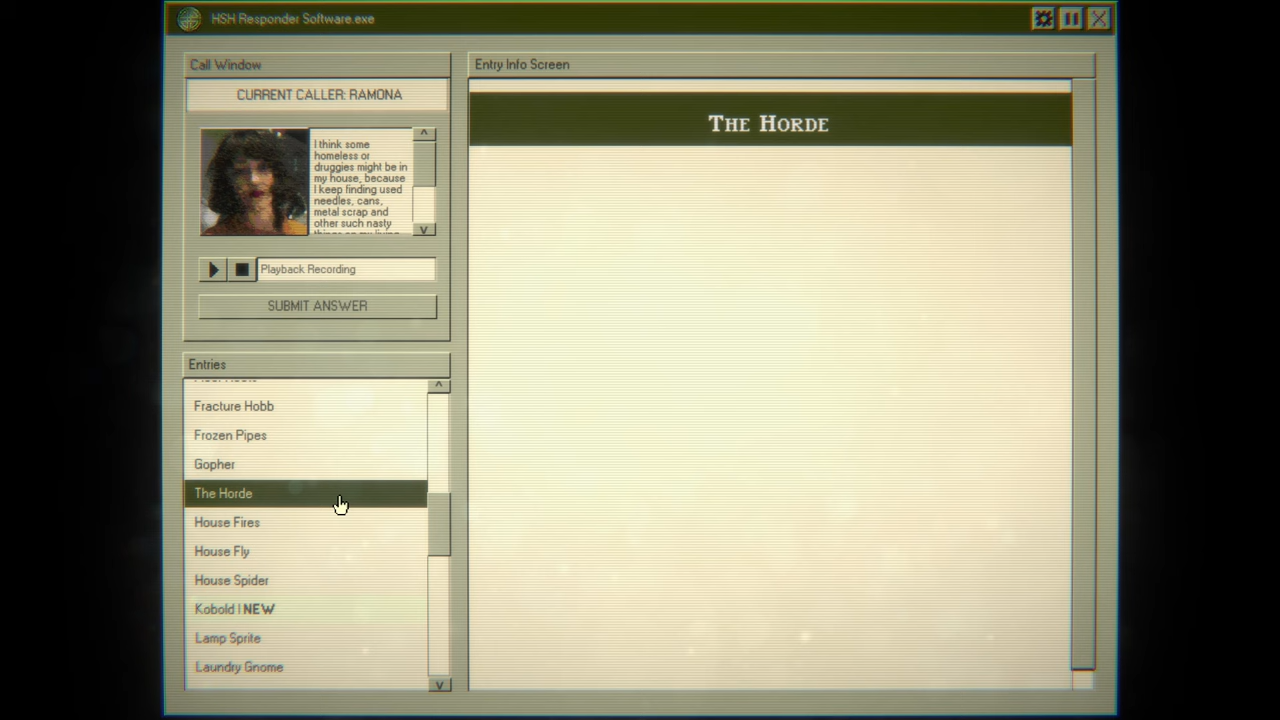 HSH Responder Software.exe
Call Window
CURRENT CALLER: RAMONA
I think some
homeless or
druggies might be in
my house, because
I keep finding used
needles, cans,
metal scrap and
other such nasty
Playback Recording
SUBMIT ANSWER
Entries
Fracture Hobb
Frozen Pipes
Gopher
The Horde
House Fires
House Fly
House Spider
Kobold | NEW
Lamp Sprite
Laundry Gnome
Entry Info Screen
The Horde